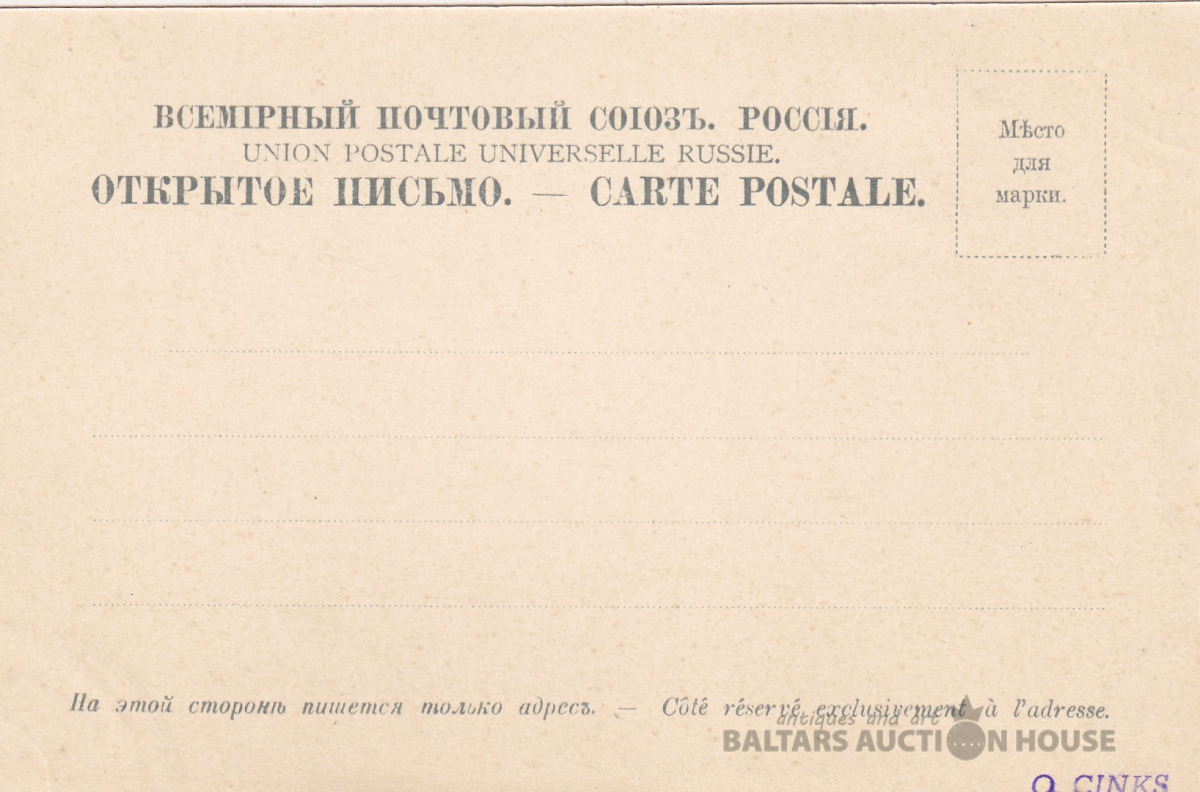 ВСЕМІРНЫЙ ПОЧТОВЫЙ СОЮЗЪ. РОССІЯ.
UNION POSTALE UNIVERSELLE RUSSIE.
ОТКРЫТОЕ ПИСЬМО. — CARTE POSTALE.
Мѣсто
для
марки.
На этой сторонѣ пишется только адресъ. — Côté réservé exclusivement à l'adresse.
antiques and art
BALTARS AUCTION HOUSE
O. CINKS